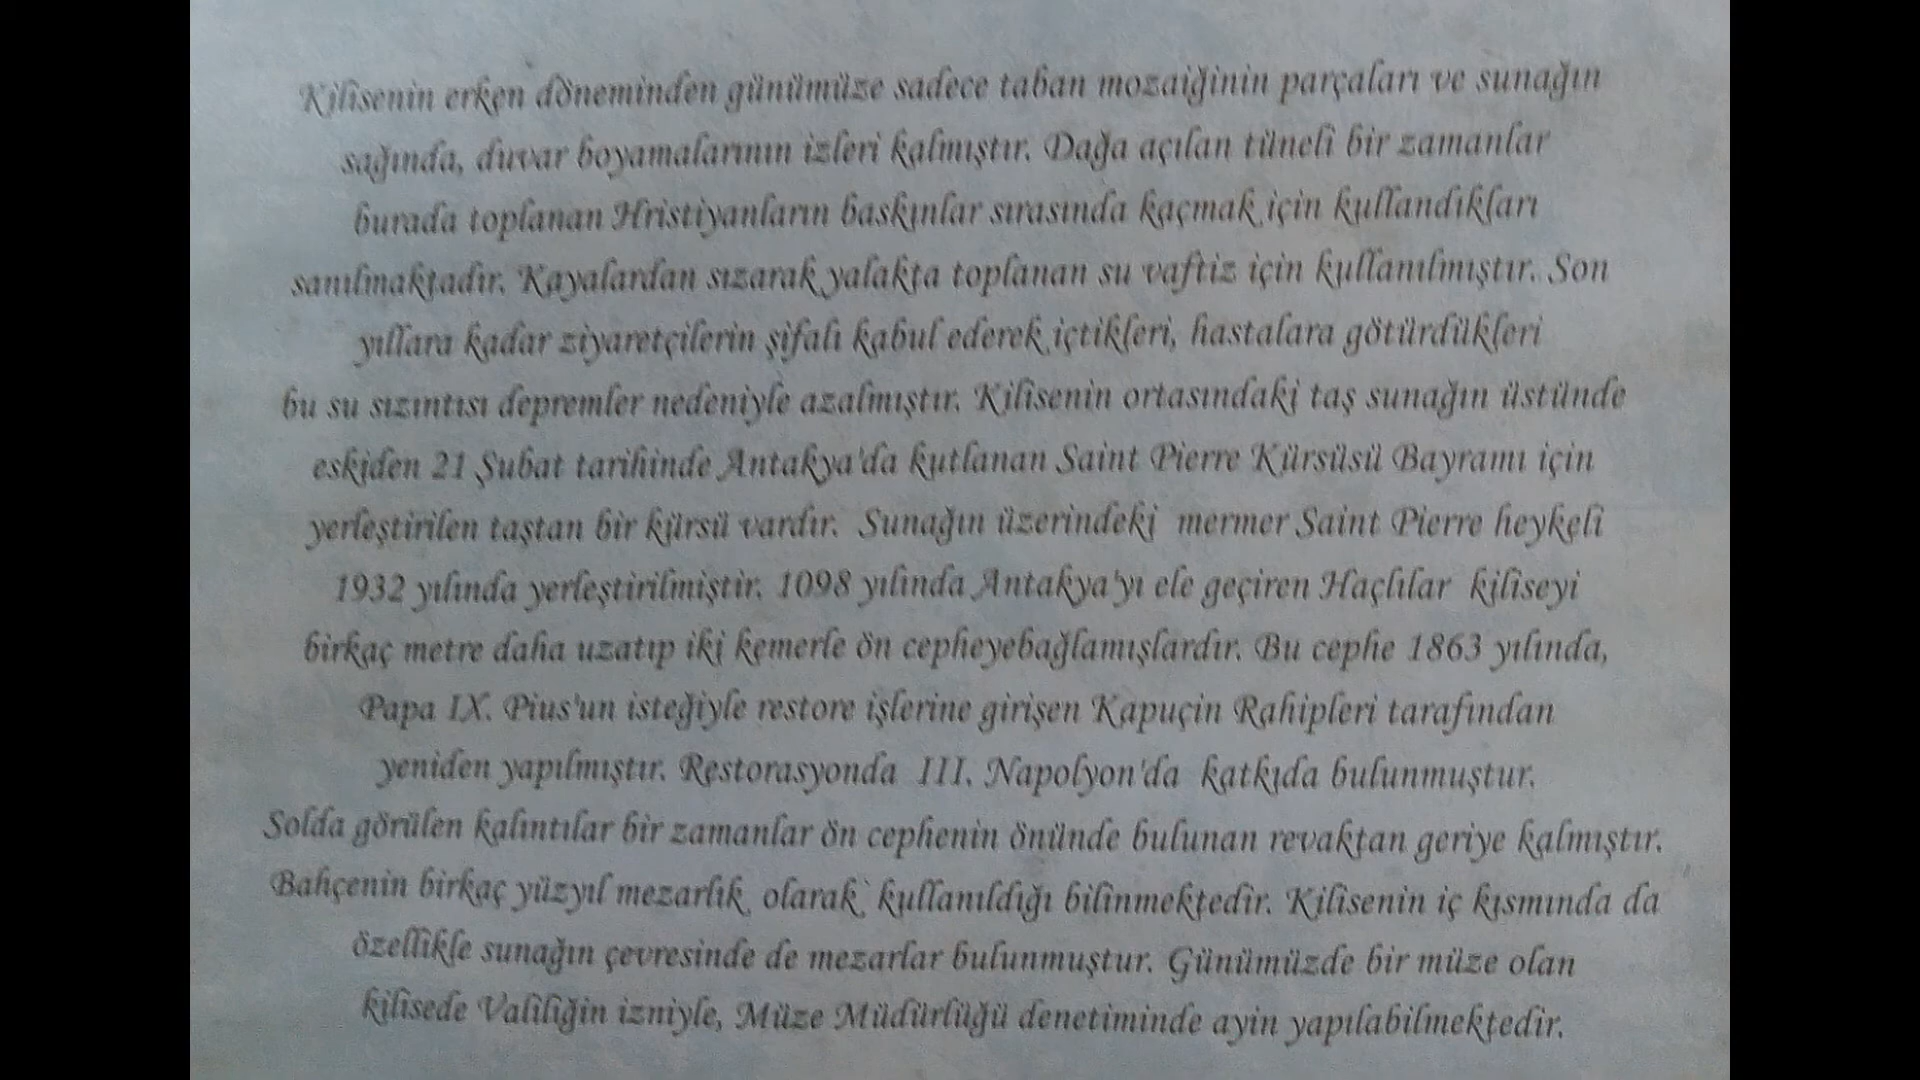 Kilisenin erken döneminden günümüze sadece taban mozaiğinin parçaları ve sunağın
sağında, duvar boyamalarının izleri kalmıştır. Dağa açılan tüneli bir zamanlar
burada toplanan Hristiyanların baskınlar sırasında kaçmak için kullandıkları
sanılmaktadır. Kayalardan sızarak yalakta toplanan su vaftiz için kullanılmıştır. Son
yıllara kadar ziyaretçilerin şifalı kabul ederek içtikleri, hastalara götürdükleri
bu su sızıntısı depremler nedeniyle azalmıştır. Kilisenin ortasındaki taş sunağın üstünde
eskiden 21 Şubat tarihinde Antakya'da kutlanan Saint Pierre Kürsüsü Bayramı için
yerleştirilen taştan bir kürsü vardır. Sunağın üzerindeki mermer Saint Pierre heykeli
1932 yılında yerleştirilmiştir. 1098 yılında Antakya'yı ele geçiren Haçlılar kiliseyi
birkaç metre daha uzatıp iki kemerle ön cepheyebağlamışlardır. Bu cephe 1863 yılında,
Papa IX. Pius'un isteğiyle restore işlerine girişen Kapuçin Rahipleri tarafından
yeniden yapılmıştır. Restorasyonda III. Napolyon'da katkıda bulunmuştur.
Solda görülen kalıntılar bir zamanlar ön cephenin önünde bulunan revaktan geriye kalmıştır.
Bahçenin birkaç yüzyıl mezarlık olarak kullanıldığı bilinmektedir. Kilisenin iç kısmında da
özellikle sunağın çevresinde de mezarlar bulunmuştur. Günümüzde bir müze olan
kilisede Valiliğin izniyle, Müze Müdürlüğü denetiminde ayin yapılabilmektedir.